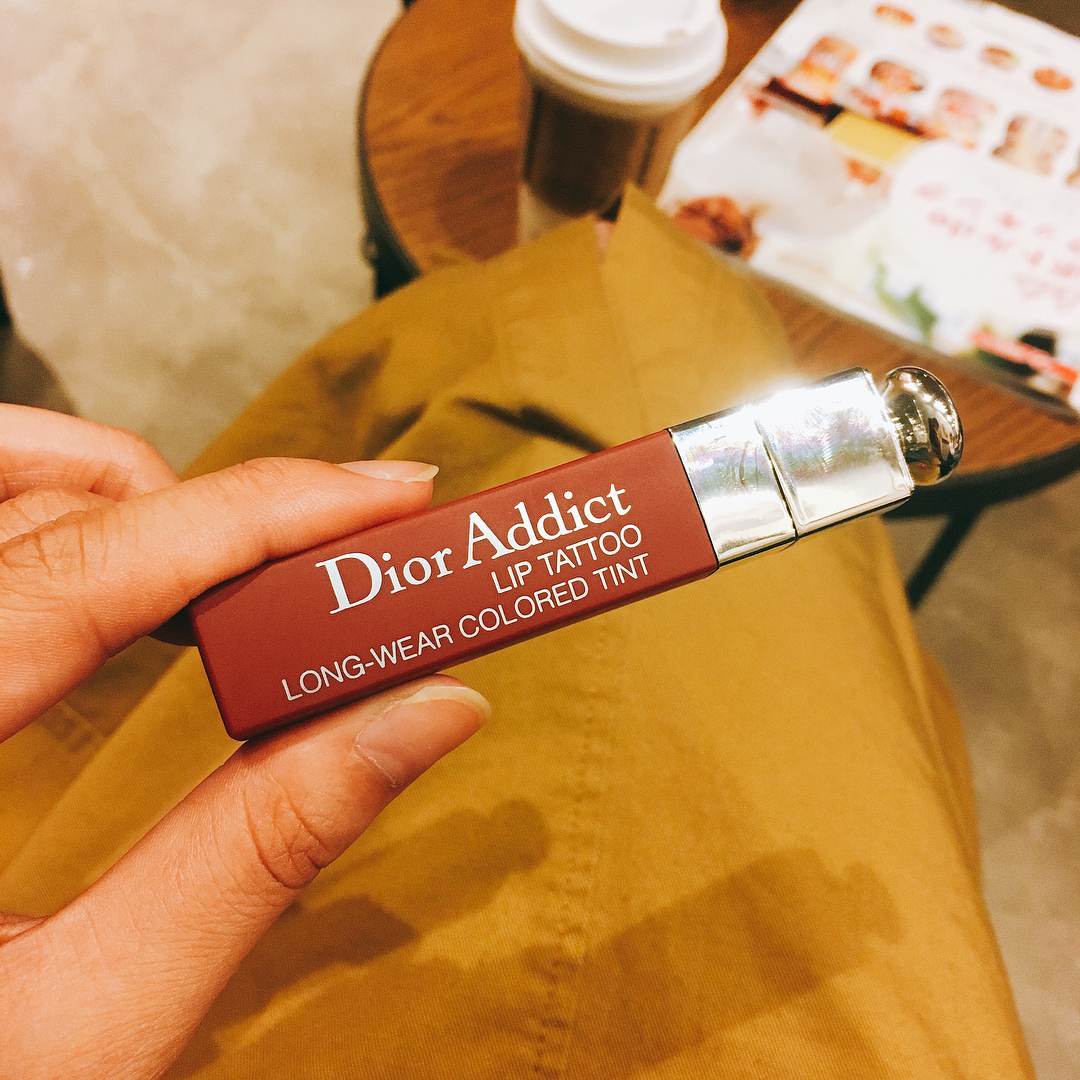 Dior Addict
LIP TATTOO
LONG-WEAR COLORED TINT